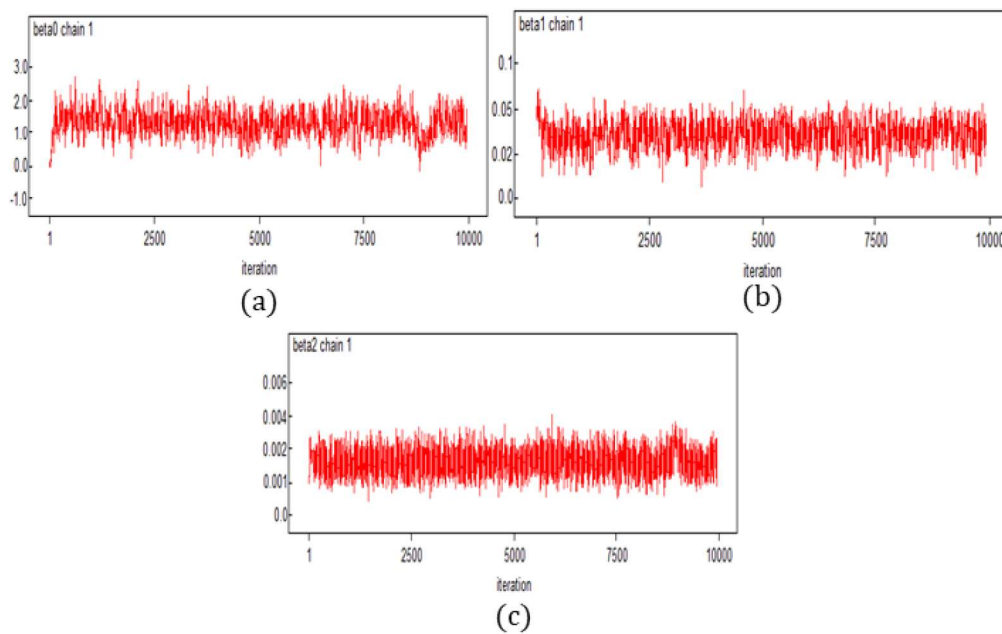 beta0 chain 1
3.0
2.0
1.0
0.0
-1.0
1 2500 5000 7500 10000
iteration
(a)
beta1 chain 1
0.1
0.05
0.02
0.0
1 2500 5000 7500 10000
iteration
(b)
beta2 chain 1
0.006
0.004
0.002
0.001
0.0
1 2500 5000 7500 10000
iteration
(c)